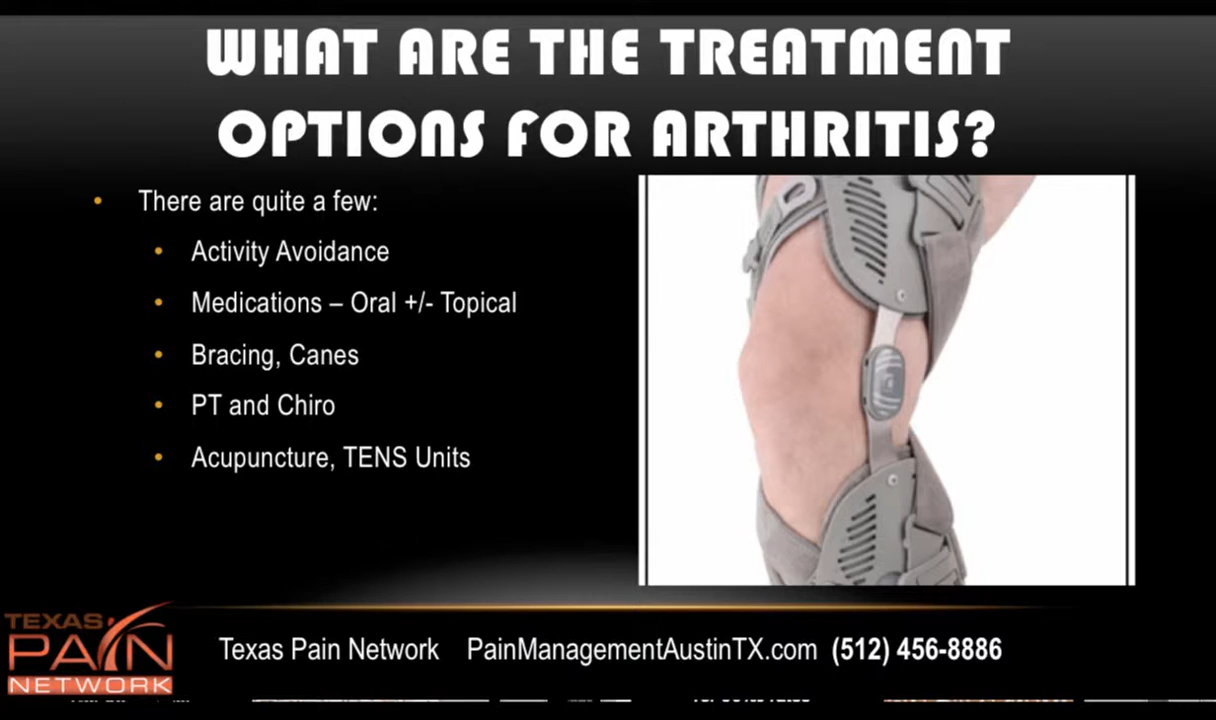 WHAT ARE THE TREATMENT
OPTIONS FOR ARTHRITIS?
• There are quite a few:
• Activity Avoidance
• Medications – Oral +/- Topical
• Bracing, Canes
• PT and Chiro
• Acupuncture, TENS Units
TEXAS
PAIN
NETWORK
Texas Pain Network PainManagementAustinTX.com (512) 456-8886